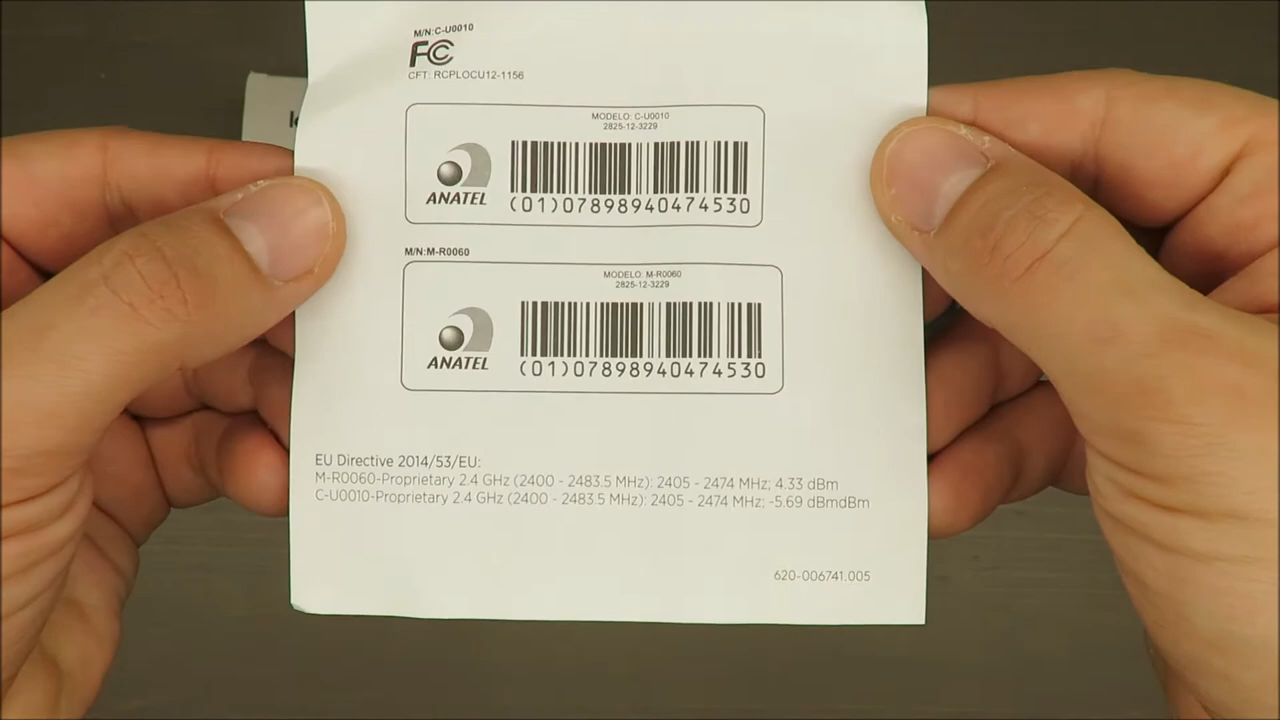 M/N:C-U0010
FC
CFT: RCPLOCU12-1156
MODELO: C-U0010
2825-12-3229
ANATEL
(01)07898940474530
M/N:M-R0060
MODELO: M-R0060
2825-12-3229
ANATEL
(01)07898940474530
EU Directive 2014/53/EU:
M-R0060-Proprietary 2.4 GHz (2400 - 2483.5 MHz): 2405 - 2474 MHz; 4.33 dBm
C-U0010-Proprietary 2.4 GHz (2400 - 2483.5 MHz): 2405 - 2474 MHz; -5.69 dBmdBm
620-006741.005